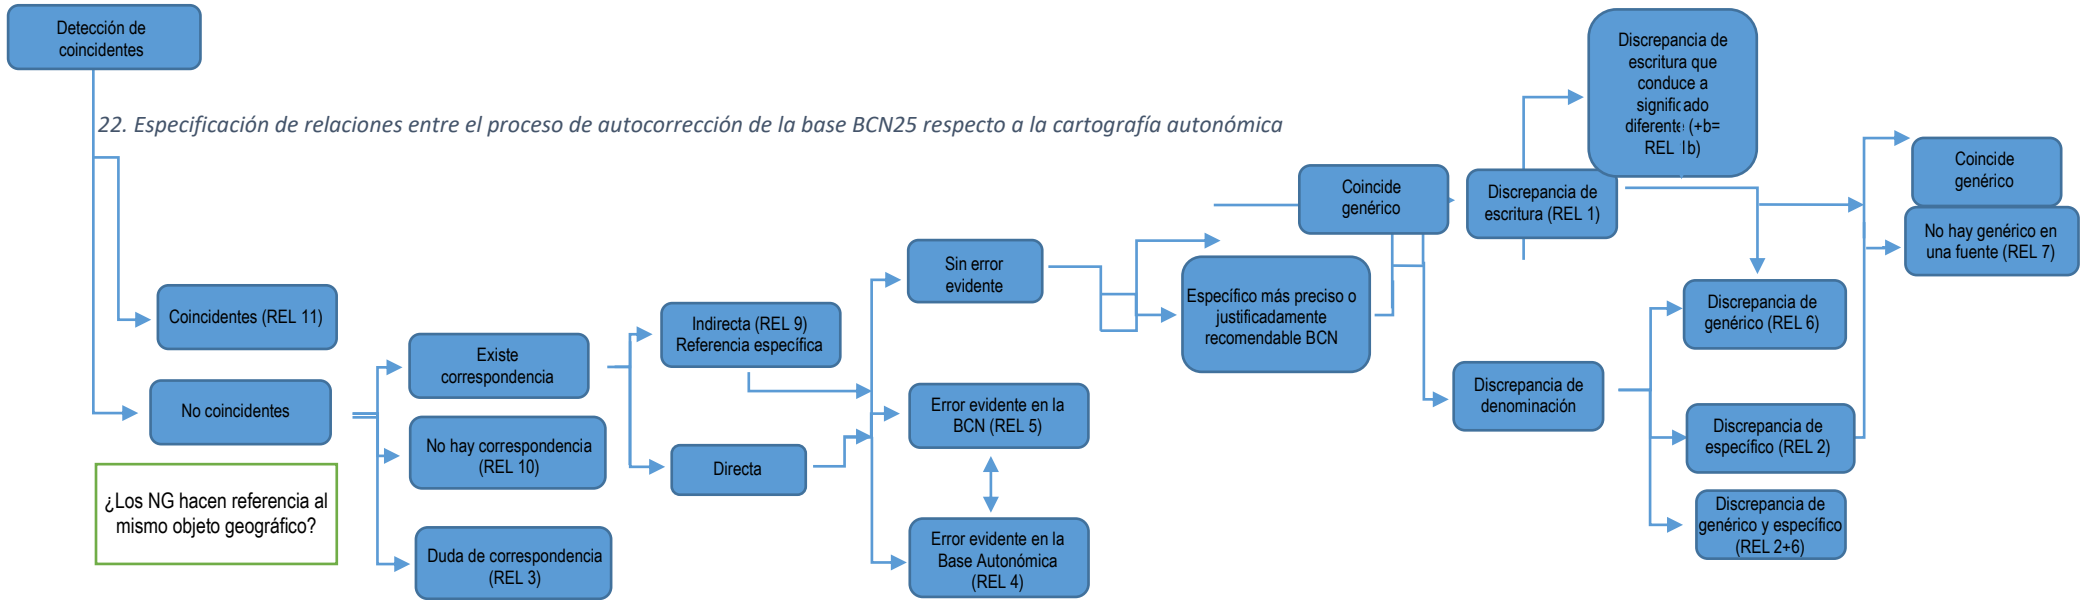 Detección de
coincidentes
22. Especificación de relaciones entre el proceso de autocorrección de la base BCN25 respecto a la cartografía autonómica
Coincidentes (REL 11)
No coincidentes
¿Los NG hacen referencia al
mismo objeto geográfico?
Existe
correspondencia
No hay correspondencia
(REL 10)
Duda de correspondencia
(REL 3)
Indirecta (REL 9)
Referencia específica
Directa
Sin error
evidente
Error evidente en la
BCN (REL 5)
Error evidente en la
Base Autonómica
(REL 4)
Específico más preciso o
justificadamente
recomendable BCN
Coincide
genérico
Discrepancia de
escritura (REL 1)
Discrepancia de
escritura que
conduce a
significado
diferente (+b=
REL 1b)
Discrepancia de
denominación
Discrepancia de
genérico (REL 6)
Discrepancia de
específico (REL 2)
Discrepancia de
genérico y específico
(REL 2+6)
Coincide
genérico
No hay genérico en
una fuente (REL 7)